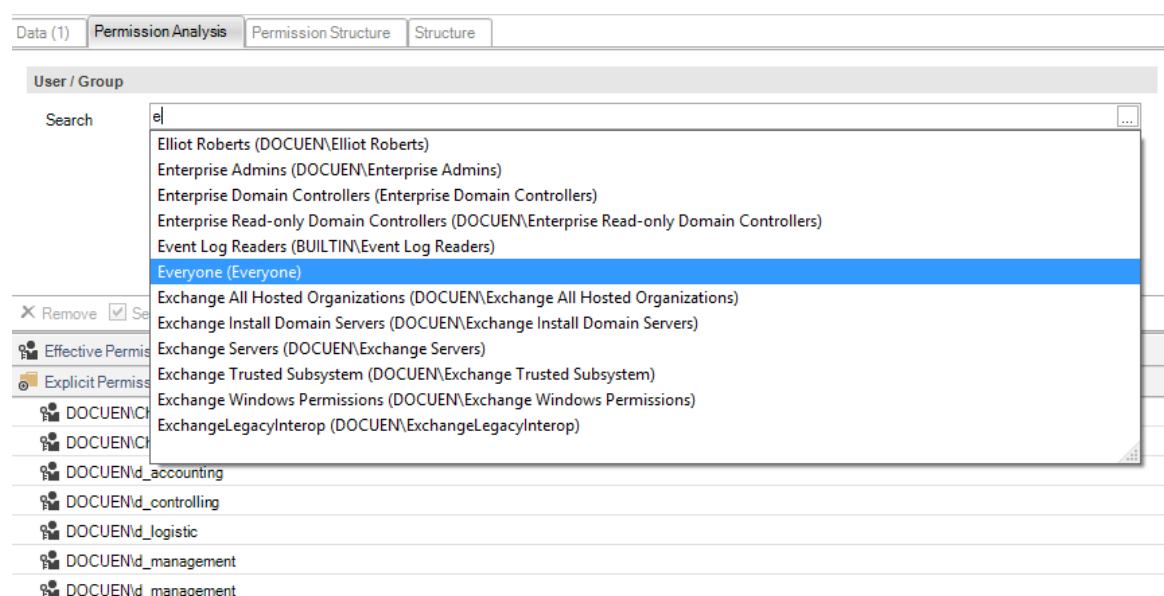 Data (1) Permission Analysis Permission Structure Structure
User / Group
Search e ...
Elliot Roberts (DOCUEN\Elliot Roberts)
Enterprise Admins (DOCUEN\Enterprise Admins)
Enterprise Domain Controllers (Enterprise Domain Controllers)
Enterprise Read-only Domain Controllers (DOCUEN\Enterprise Read-only Domain Controllers)
Event Log Readers (BUILTIN\Event Log Readers)
Everyone (Everyone)
Exchange All Hosted Organizations (DOCUEN\Exchange All Hosted Organizations)
Remove Se
Exchange Install Domain Servers (DOCUEN\Exchange Install Domain Servers)
Exchange Servers (DOCUEN\Exchange Servers)
Effective Permis
Exchange Trusted Subsystem (DOCUEN\Exchange Trusted Subsystem)
Explicit Permiss
Exchange Windows Permissions (DOCUEN\Exchange Windows Permissions)
DOCUEN\Ch
ExchangeLegacyInterop (DOCUEN\ExchangeLegacyInterop)
DOCUEN\Ch
DOCUEN\d_accounting
DOCUEN\d_controlling
DOCUEN\d_logistic
DOCUEN\d_management
DOCUEN\d_management